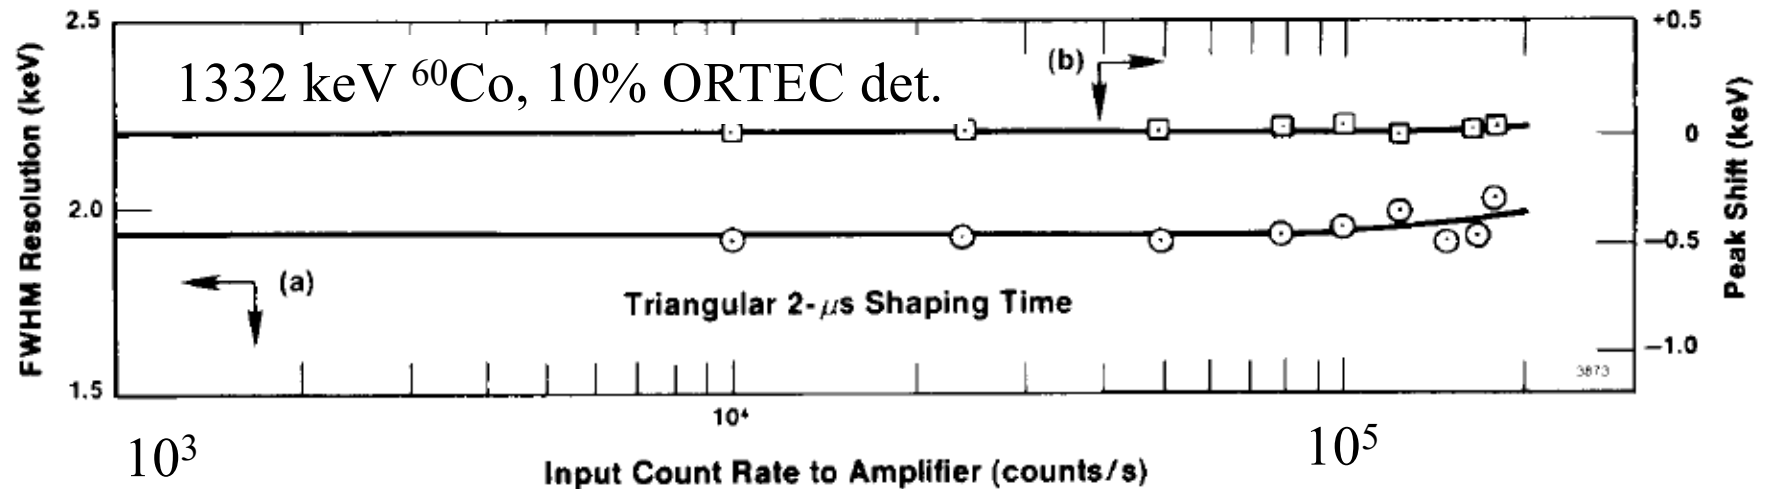 2.5
+0.5
(b)
1332 keV ⁶⁰Co, 10% ORTEC det.
0
2.0
−0.5
(a)
Triangular 2-μs Shaping Time
−1.0
3873
1.5
10⁴
10³
10⁵
Input Count Rate to Amplifier (counts/s)
FWHM Resolution (keV)
Peak Shift (keV)